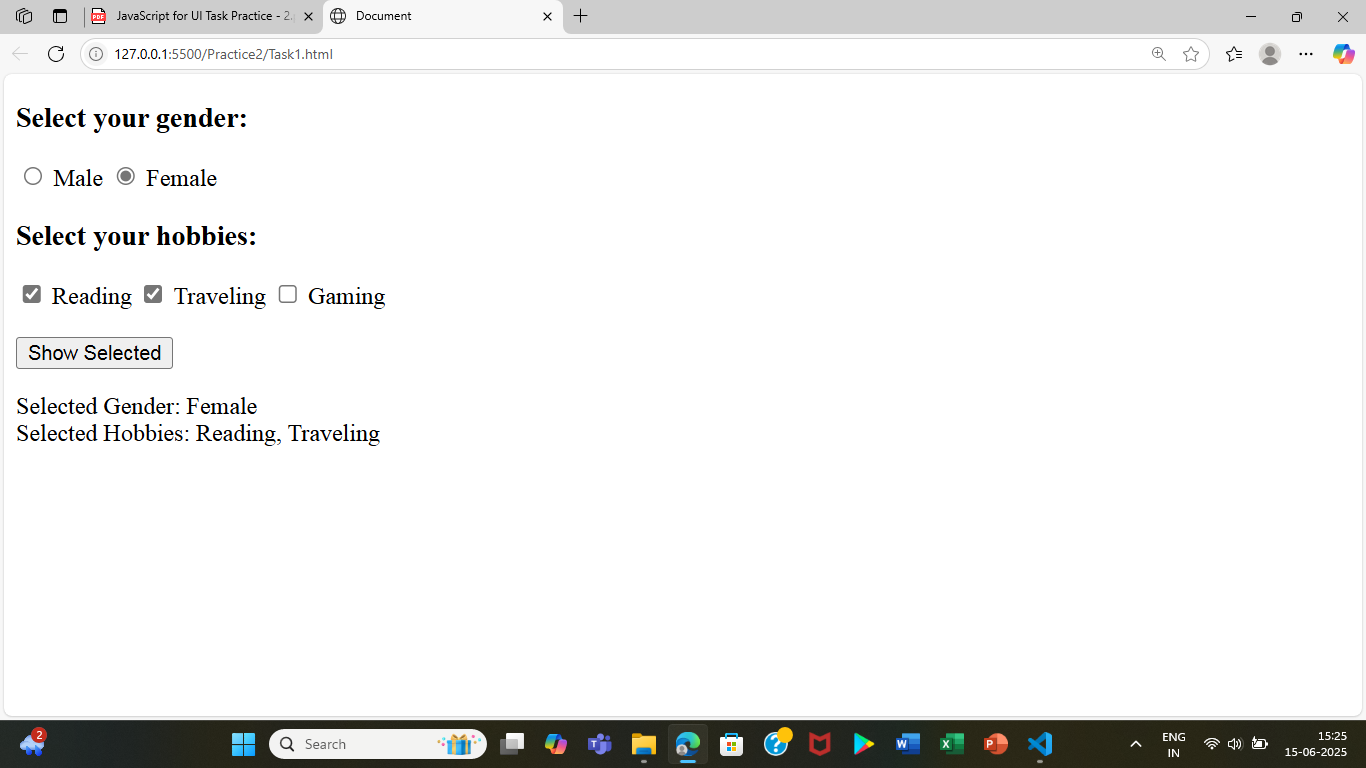 JavaScript for UI Task Practice - 2.
Document
127.0.0.1:5500/Practice2/Task1.html
Select your gender:
Male Female
Select your hobbies:
Reading Traveling Gaming
Show Selected
Selected Gender: Female
Selected Hobbies: Reading, Traveling
2
Search
ENG
IN
15:25
15-06-2025